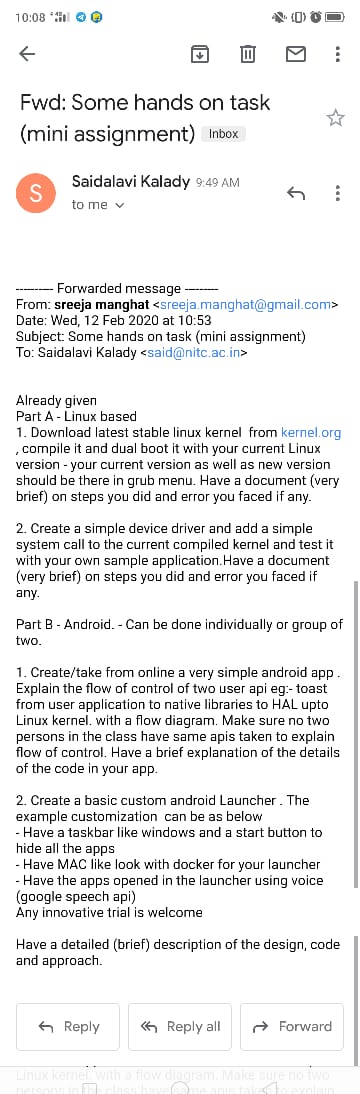 10:08
Fwd: Some hands on task
(mini assignment) Inbox
S
Saidalavi Kalady 9:49 AM
to me
---------- Forwarded message ---------
From: sreeja manghat <sreeja.manghat@gmail.com>
Date: Wed, 12 Feb 2020 at 10:53
Subject: Some hands on task (mini assignment)
To: Saidalavi Kalady <said@nitc.ac.in>
Already given
Part A - Linux based
1. Download latest stable linux kernel from kernel.org
, compile it and dual boot it with your current Linux
version - your current version as well as new version
should be there in grub menu. Have a document (very
brief) on steps you did and error you faced if any.
2. Create a simple device driver and add a simple
system call to the current compiled kernel and test it
with your own sample application.Have a document
(very brief) on steps you did and error you faced if
any.
Part B - Android. - Can be done individually or group of
two.
1. Create/take from online a very simple android app .
Explain the flow of control of two user api eg:- toast
from user application to native libraries to HAL upto
Linux kernel. with a flow diagram. Make sure no two
persons in the class have same apis taken to explain
flow of control. Have a brief explanation of the details
of the code in your app.
2. Create a basic custom android Launcher . The
example customization can be as below
- Have a taskbar like windows and a start button to
hide all the apps
- Have MAC like look with docker for your launcher
- Have the apps opened in the launcher using voice
(google speech api)
Any innovative trial is welcome
Have a detailed (brief) description of the design, code
and approach.
Reply
Reply all
Forward
Linux kernel. with a flow diagram. Make sure no two
persons in the class have same apis taken to explain